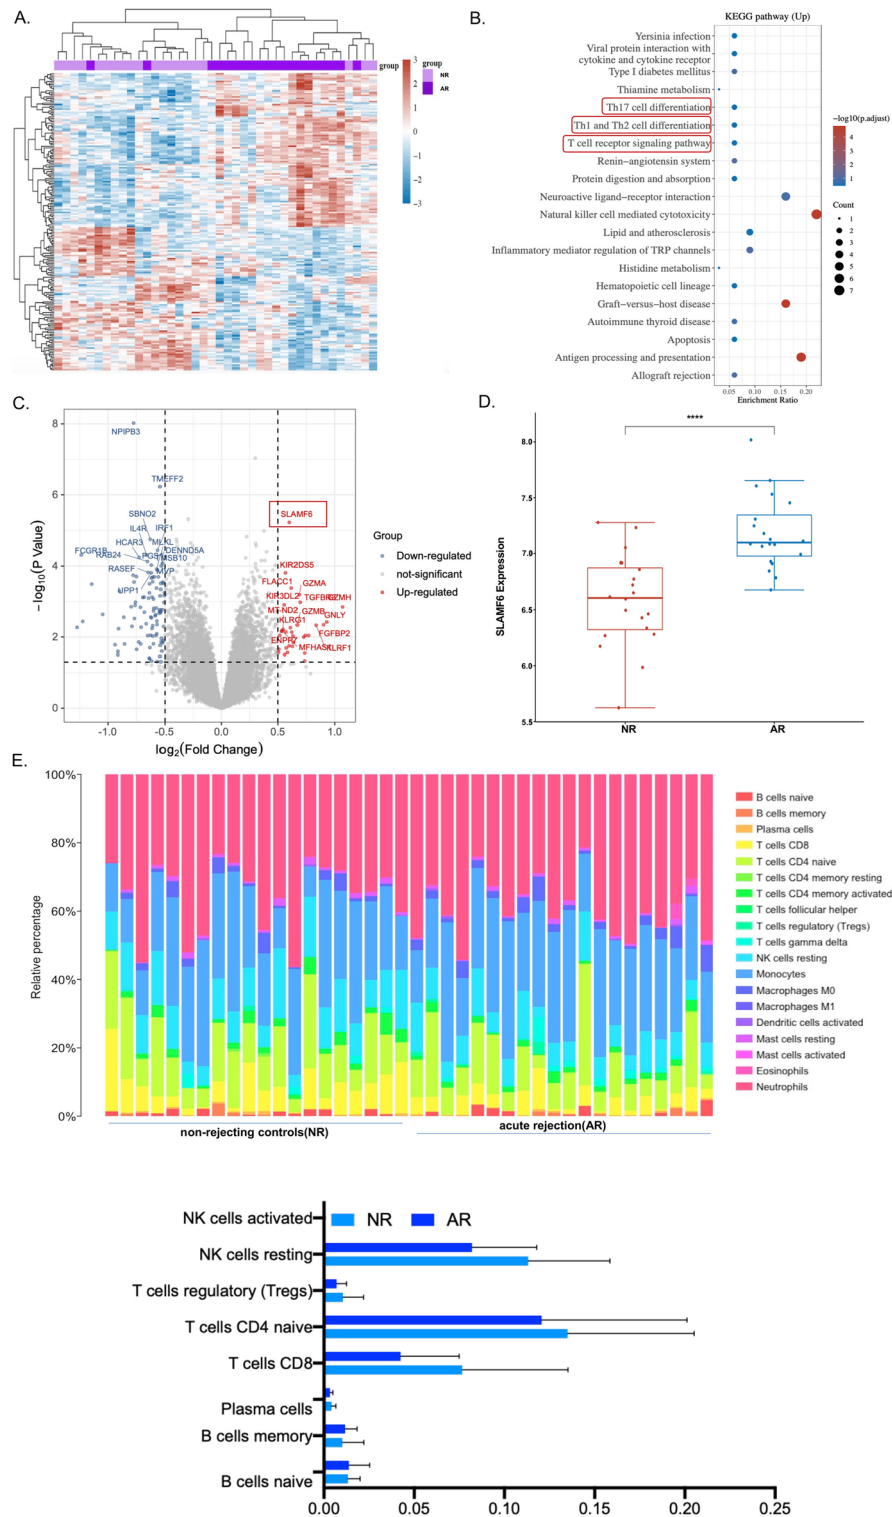 A.
group
group
NR
AR
3
2
1
0
−1
−2
−3
B.
KEGG pathway (Up)
Yersinia infection
Viral protein interaction with
cytokine and cytokine receptor
Type I diabetes mellitus
Thiamine metabolism
Th17 cell differentiation
Th1 and Th2 cell differentiation
T cell receptor signaling pathway
Renin−angiotensin system
Protein digestion and absorption
Neuroactive ligand−receptor interaction
Natural killer cell mediated cytotoxicity
Lipid and atherosclerosis
Inflammatory mediator regulation of TRP channels
Histidine metabolism
Hematopoietic cell lineage
Graft−versus−host disease
Autoimmune thyroid disease
Apoptosis
Antigen processing and presentation
Allograft rejection
0.05 0.10 0.15 0.20
Enrichment Ratio
−log10(p.adjust)
4
3
2
1
Count
1
2
3
4
5
6
7
C.
−log10(P Value)
8
6
4
2
0
NPIPB3
TMEFF2
SBNO2
IL4R
IRF1
HCAR3
MLKL
FCGR1B
RAB24
PGS1
DENND5A
MSB10
RASEF
MVP
UPP1
SLAMF6
KIR2DS5
FLACC1
GZMA
KIR3DL2
TGFBR3
GZMH
MT-ND2
GZMB
GNLY
KLRG1
FGFBP2
ENPP7
MFHAS1
KLRF1
-1.0 -0.5 0.0 0.5 1.0
log2(Fold Change)
Group
Down-regulated
not-significant
Up-regulated
D.
SLAMF6 Expression
8.0
7.5
7.0
6.5
6.0
5.5
****
NR AR
E.
Relative percentage
100%
80%
60%
40%
20%
0%
non-rejecting controls(NR)
acute rejection(AR)
B cells naive
B cells memory
Plasma cells
T cells CD8
T cells CD4 naive
T cells CD4 memory resting
T cells CD4 memory activated
T cells follicular helper
T cells regulatory (Tregs)
T cells gamma delta
NK cells resting
Monocytes
Macrophages M0
Macrophages M1
Dendritic cells activated
Mast cells resting
Mast cells activated
Eosinophils
Neutrophils
NR AR
NK cells activated
NK cells resting
T cells regulatory (Tregs)
T cells CD4 naive
T cells CD8
Plasma cells
B cells memory
B cells naive
0.00 0.05 0.10 0.15 0.20 0.25